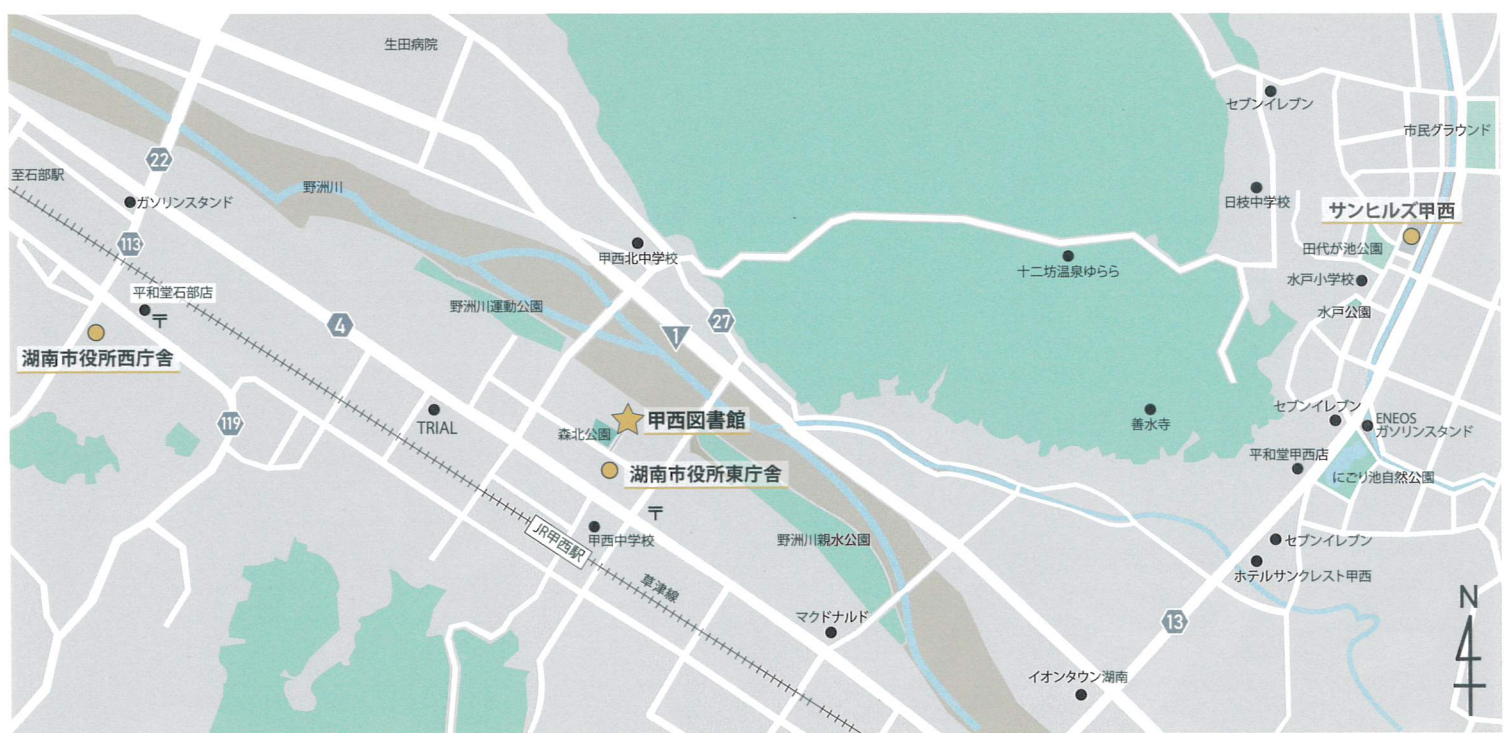 生田病院
セブンイレブン
市民グラウンド
22
至石部駅
野洲川
ガソリンスタンド
日枝中学校
サンヒルズ甲西
113
甲西北中学校
田代が池公園
十二坊温泉ゆらら
水戸小学校
平和堂石部店
〒
野洲川運動公園
水戸公園
4
1
27
湖南市役所西庁舎
119
TRIAL
森北公園
甲西図書館
善水寺
セブンイレブン
ENEOS
ガソリンスタンド
平和堂甲西店
湖南市役所東庁舎
にごり池自然公園
〒
JR甲西駅
甲西中学校
野洲川親水公園
セブンイレブン
ホテルサンクレスト甲西
草津線
マクドナルド
13
N
イオンタウン湖南